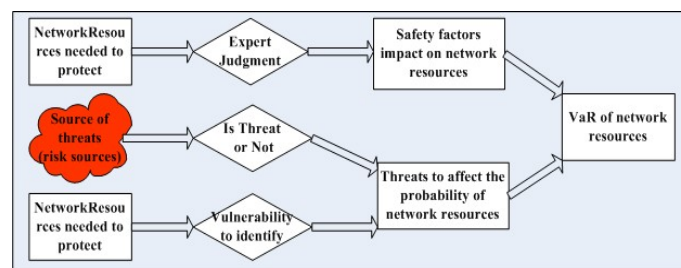 NetworkResou
rces needed to
protect
Expert
Judgment
Safety factors
impact on network
resources
Source of
threats
(risk sources)
Is Threat
or Not
VaR of network
resources
Threats to affect the
probability of
network resources
NetworkResou
rces needed to
protect
Vulnerability
to identify